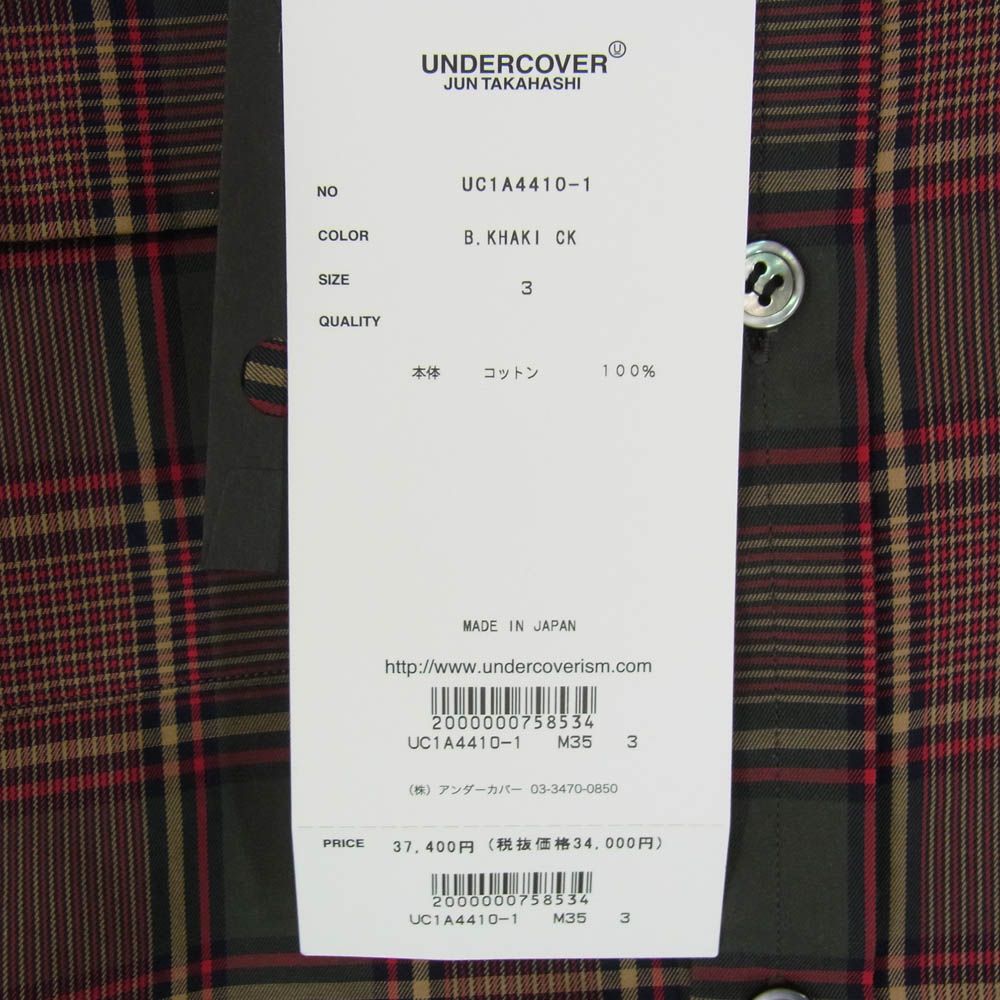 UNDERCOVER U
JUN TAKAHASHI
NO UC1A4410-1
COLOR B.KHAKI CK
SIZE 3
QUALITY
本体 コットン 100%
MADE IN JAPAN
http://www.undercoverism.com
2000000758534
UC1A4410-1 M35 3
(株) アンダーカバー 03-3470-0850
PRICE 37,400円 (税抜価格34,000円)
2000000758534
UC1A4410-1 M35 3